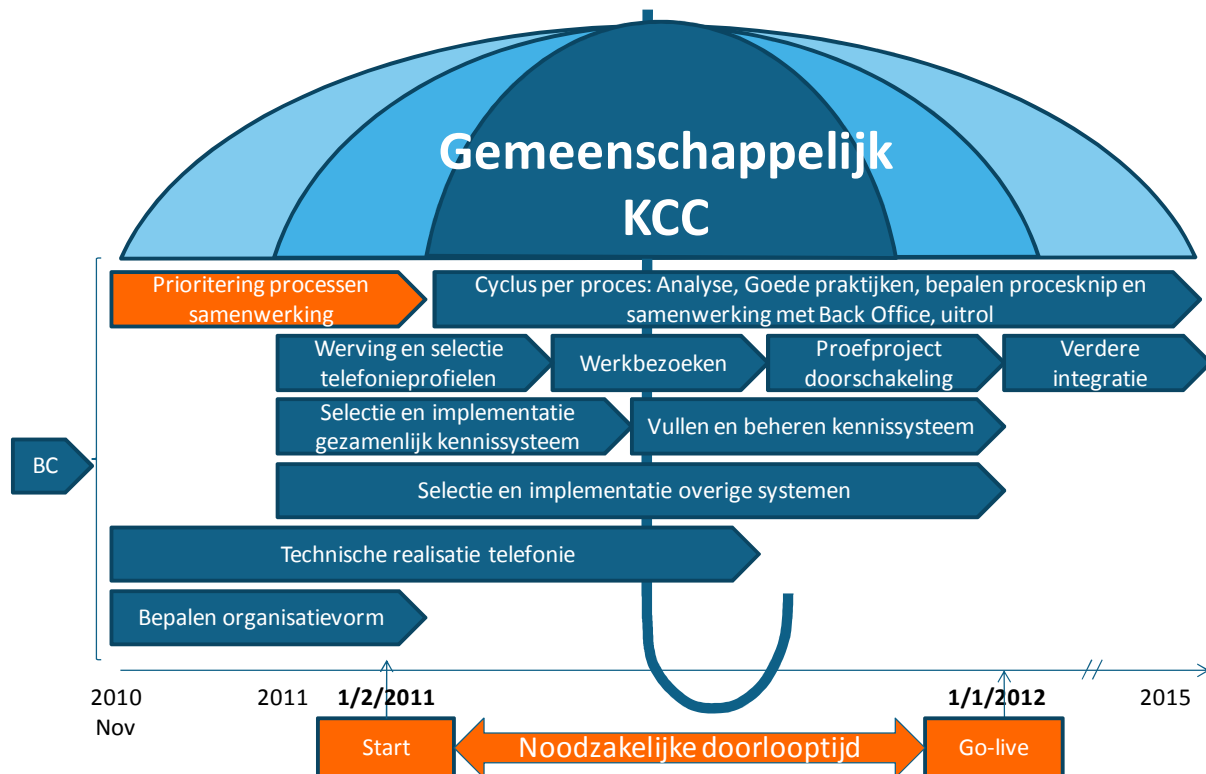 Gemeenschappelijk
KCC
Prioritering processen
samenwerking
Cyclus per proces: Analyse, Goede praktijken, bepalen procesknip en
samenwerking met Back Office, uitrol
Werving en selectie
telefonieprofielen
Werkbezoeken
Proefproject
doorschakeling
Verdere
integratie
Selectie en implementatie
gezamenlijk kennissysteem
Vullen en beheren kennissysteem
BC
Selectie en implementatie overige systemen
Technische realisatie telefonie
Bepalen organisatievorm
2010
Nov
2011
1/2/2011
1/1/2012
2015
Start
Noodzakelijke doorlooptijd
Go-live